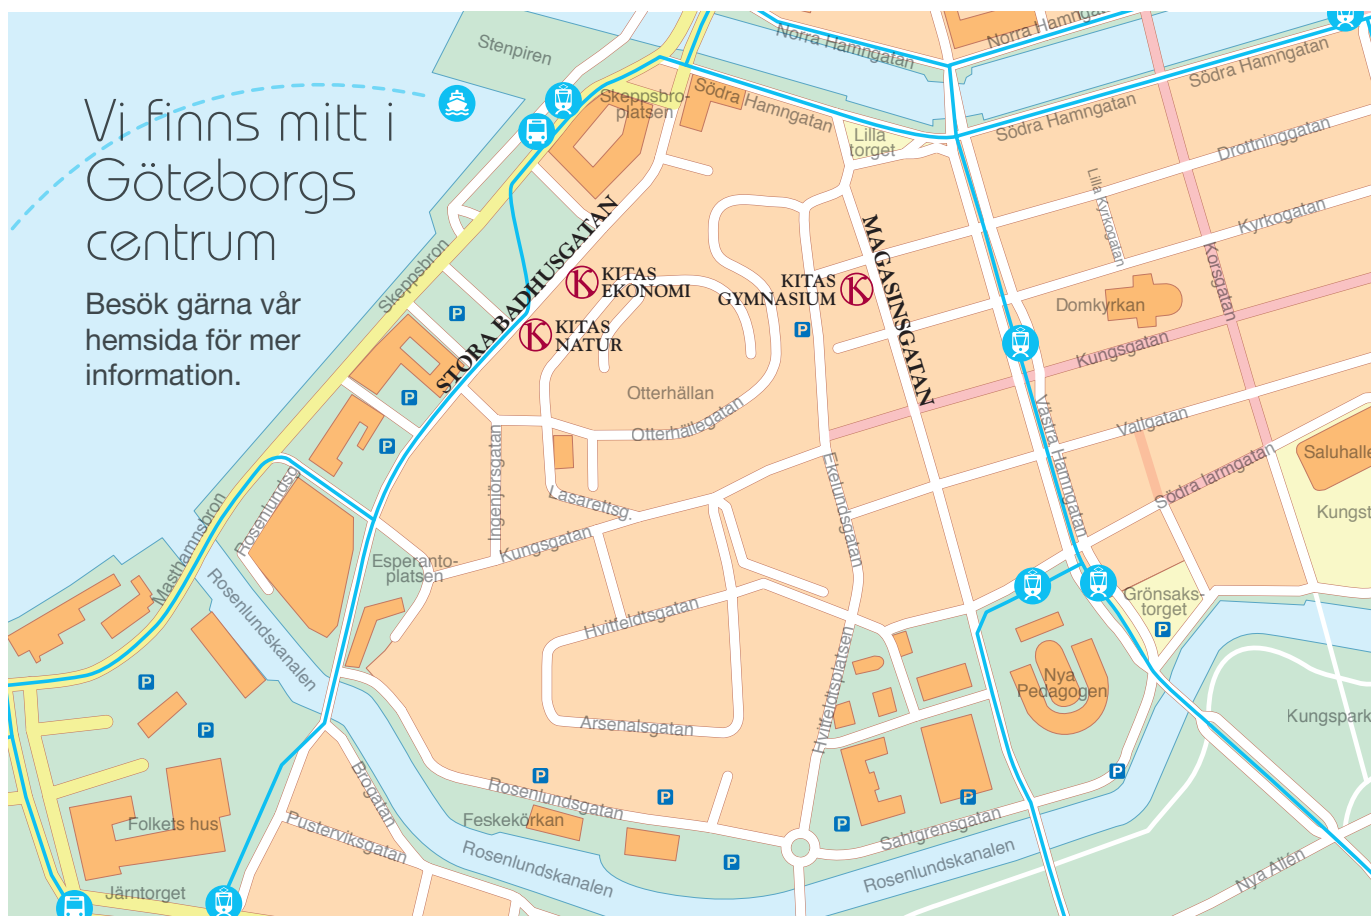 Vi finns mitt i
Göteborgs
centrum
Besök gärna vår
hemsida för mer
information.
Stenpiren
Skeppsbro-
platsen
Södra Hamngatan
Norra Hamngatan
Norra Hamngatan
Södra Hamngatan
Södra Hamngatan
Lilla
torget
Drottninggatan
Lilla Kyrkogatan
Kyrkogatan
Korsgatan
Domkyrkan
Kungsgatan
Vallgatan
Södra larmgatan
Saluhalle
Kungst
Västra Hamngatan
Skeppsbron
STORA BADHUSGATAN
K
KITAS
EKONOMI
K
KITAS
NATUR
KITAS
GYMNASIUM
K
MAGASINSGATAN
P
P
P
P
Otterhällan
Otterhällegatan
Ingenjörsgatan
Lasarettsg.
Kungsgatan
Ekelundsgatan
Rosenlundsg.
Masthamnsbron
Esperanto-
platsen
Rosenlundskanalen
Hvitfeldtsgatan
Arsenalsgatan
Hvitfeldtsplatsen
Grönsaks-
torget
P
Nya
Pedagogen
Kungspark
P
P
Brogatan
Rosenlundsgatan
P
P
P
P
P
P
Feskekörkan
Folkets hus
Pusterviksgatan
Rosenlundskanalen
Sahlgrensgatan
Rosenlundskanalen
Nya Allén
Järntorget